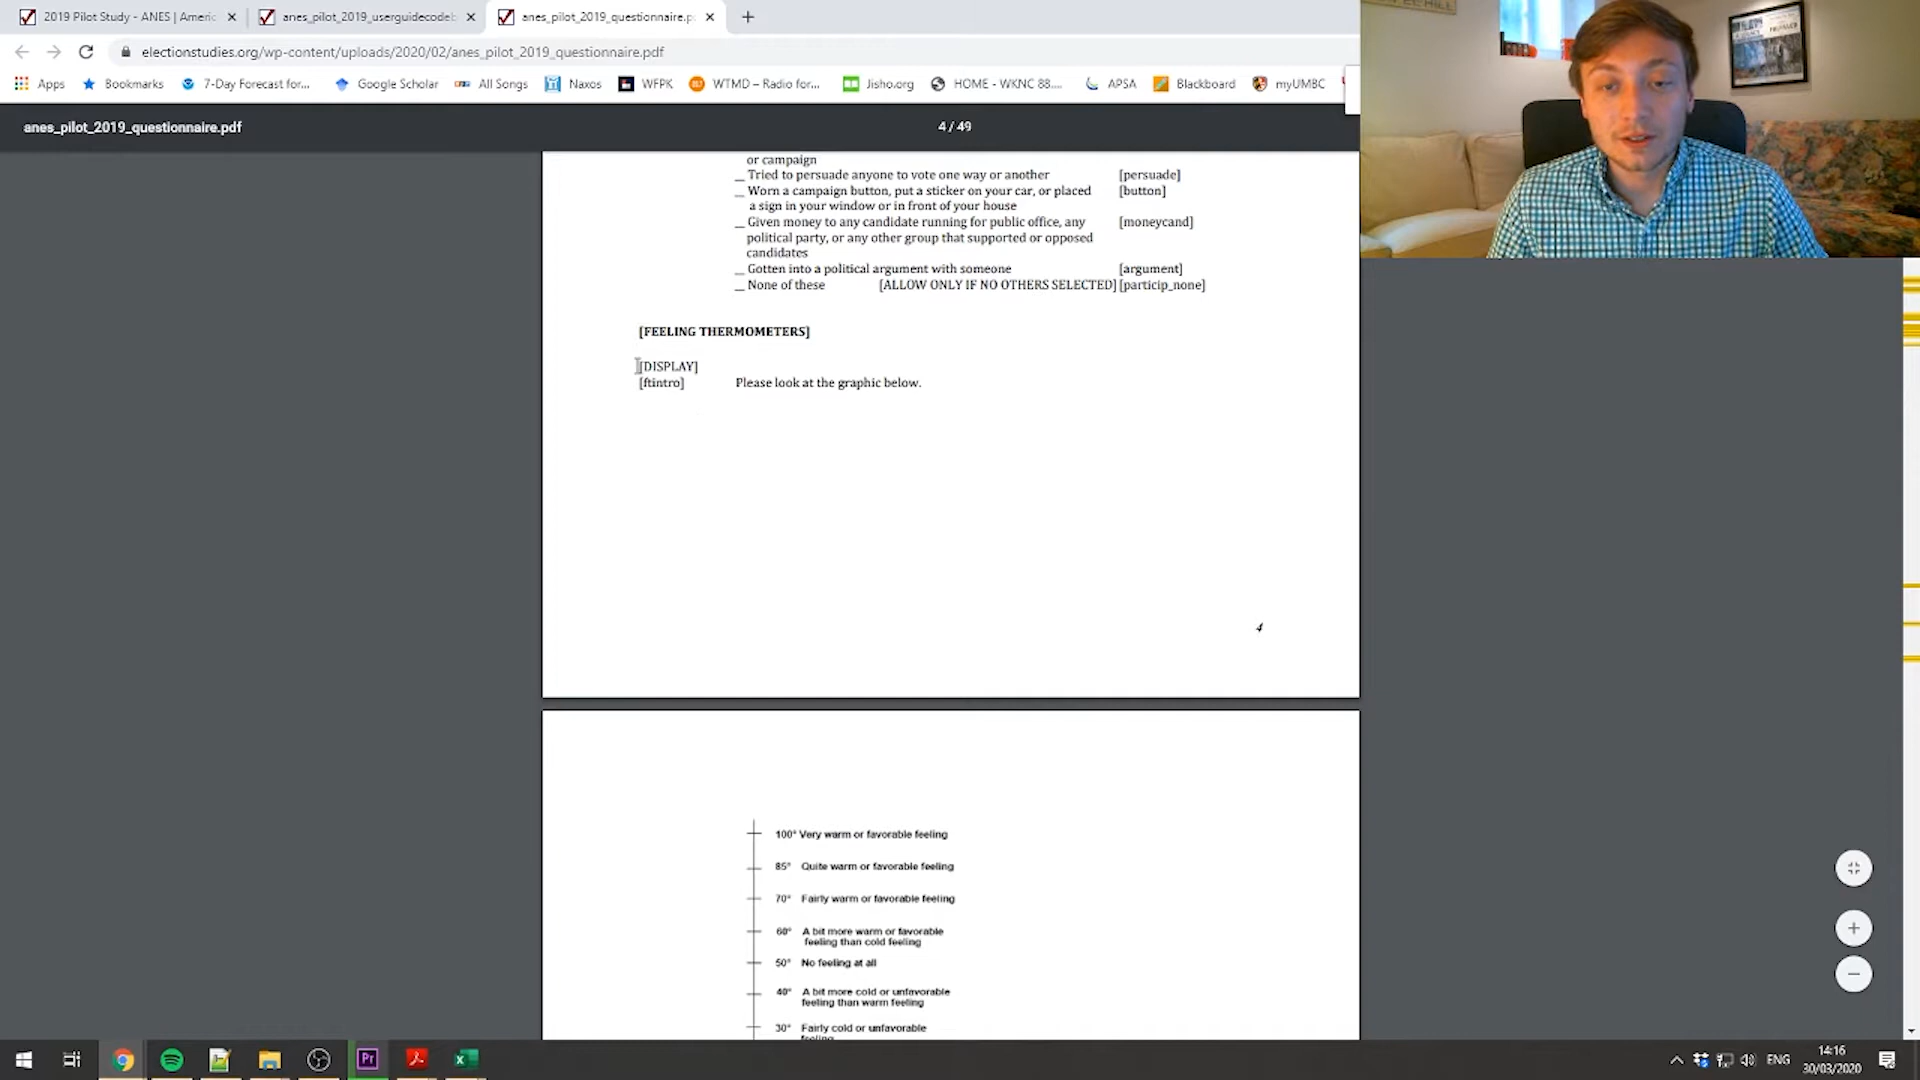 2019 Pilot Study - ANES | Americ
anes_pilot_2019_userguidecodeb
anes_pilot_2019_questionnaire.p
electionstudies.org/wp-content/uploads/2020/02/anes_pilot_2019_questionnaire.pdf
Apps Bookmarks 7-Day Forecast for... Google Scholar All Songs Naxos WFPK WTMD – Radio for... Jisho.org HOME - WKNC 88.... APSA Blackboard myUMBC
anes_pilot_2019_questionnaire.pdf
4 / 49
or campaign
__ Tried to persuade anyone to vote one way or another [persuade]
__ Worn a campaign button, put a sticker on your car, or placed [button]
a sign in your window or in front of your house
__ Given money to any candidate running for public office, any [moneycand]
political party, or any other group that supported or opposed
candidates
__ Gotten into a political argument with someone [argument]
__ None of these [ALLOW ONLY IF NO OTHERS SELECTED] [particip_none]
[FEELING THERMOMETERS]
[DISPLAY]
[ftintro] Please look at the graphic below.
4
100° Very warm or favorable feeling
85° Quite warm or favorable feeling
70° Fairly warm or favorable feeling
60° A bit more warm or favorable
feeling than cold feeling
50° No feeling at all
40° A bit more cold or unfavorable
feeling than warm feeling
30° Fairly cold or unfavorable
feeling
Pr
ENG
14:16
30/03/2020